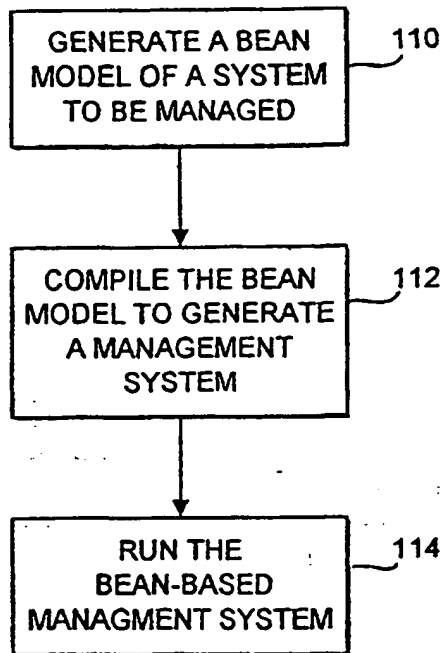 GENERATE A BEAN
MODEL OF A SYSTEM
TO BE MANAGED
110
COMPILE THE BEAN
MODEL TO GENERATE
A MANAGEMENT
SYSTEM
112
RUN THE
BEAN-BASED
MANAGMENT SYSTEM
114